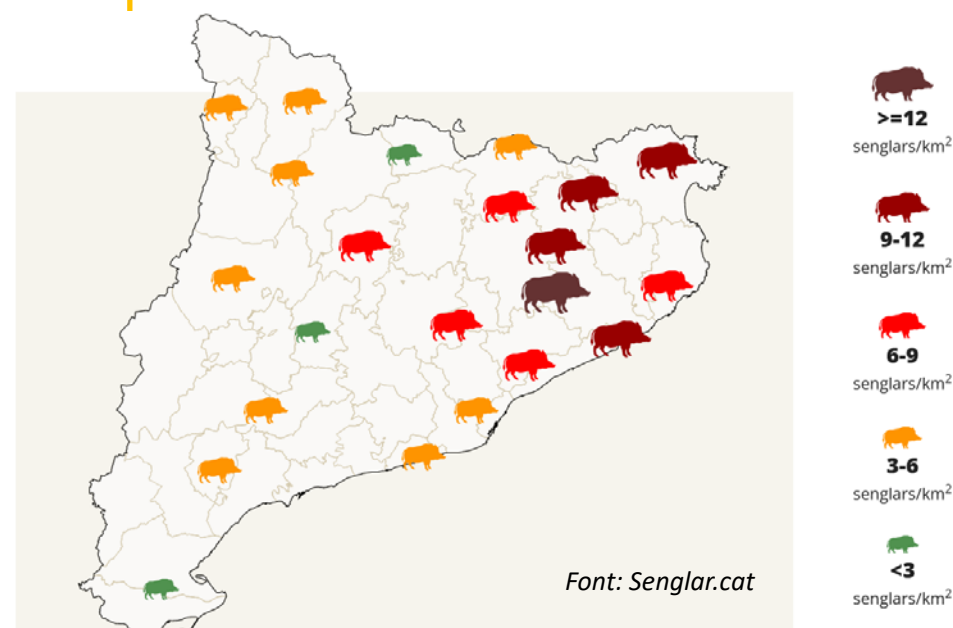 >=12
senglars/km²
9-12
senglars/km²
6-9
senglars/km²
3-6
senglars/km²
<3
senglars/km²
Font: Senglar.cat